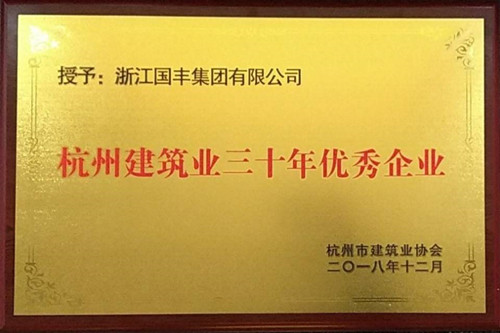 授予：浙江国丰集团有限公司
杭州建筑业三十年优秀企业
杭州市建筑业协会
二〇一八年十二月